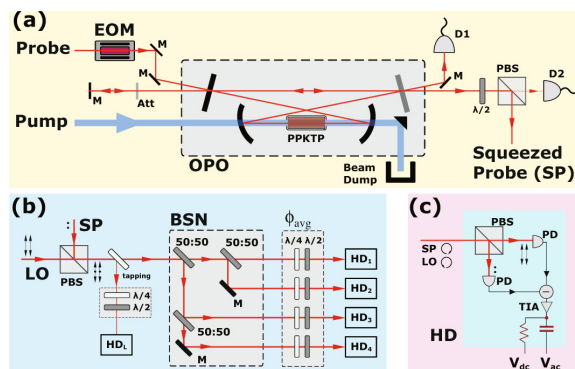 (a)
EOM
Probe
M
M
D1
M
PBS
D2
M
Att
λ/2
Pump
PPKTP
OPO
Beam
Dump
Squeezed
Probe (SP)
(b)
SP
BSN
ϕavg
50:50
50:50
λ/4 λ/2
HD₁
LO
PBS
tapping
λ/4
λ/2
M
HD₂
HD₃
50:50
HD_L
M
HD₄
(c)
PBS
SP
PD
LO
PD
−
TIA
HD
Vdc
Vac